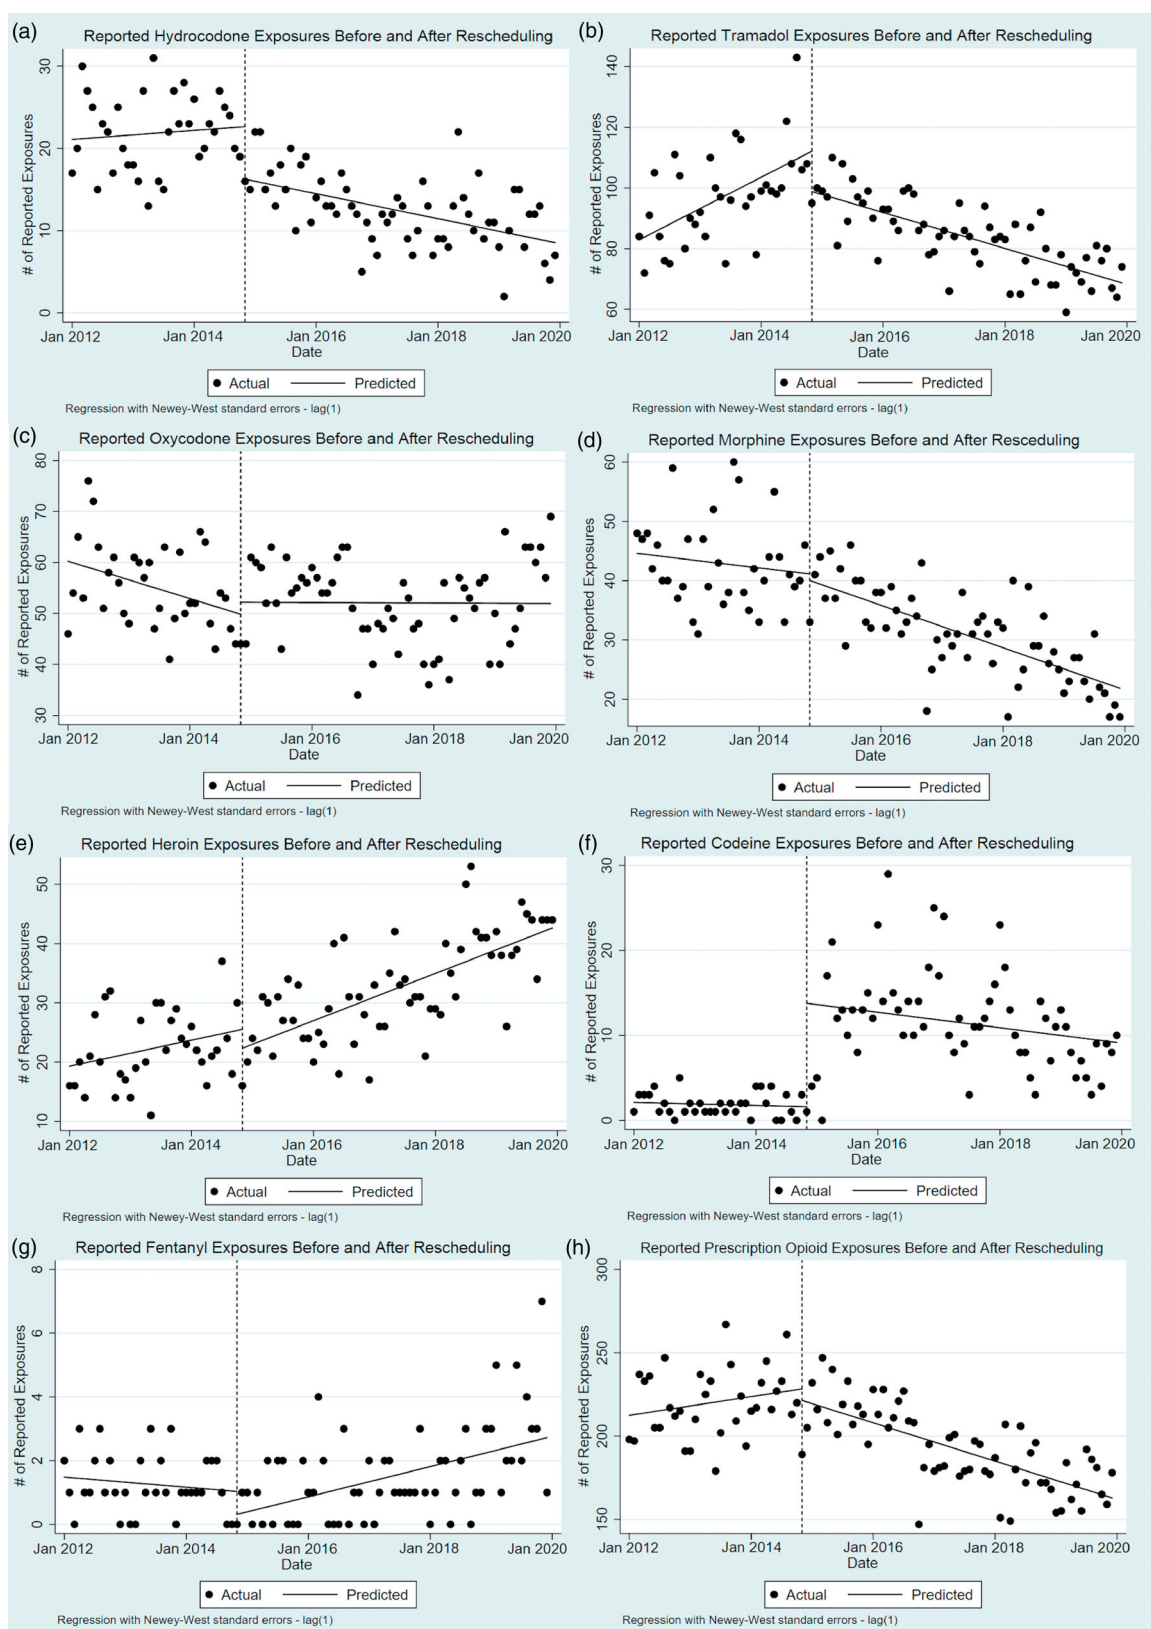 (a)
Reported Hydrocodone Exposures Before and After Rescheduling
# of Reported Exposures
30
20
10
0
Jan 2012 Jan 2014 Jan 2016 Jan 2018 Jan 2020
Date
Actual Predicted
Regression with Newey-West standard errors - lag(1)
(b)
Reported Tramadol Exposures Before and After Rescheduling
# of Reported Exposures
140
120
100
80
60
Jan 2012 Jan 2014 Jan 2016 Jan 2018 Jan 2020
Date
Actual Predicted
Regression with Newey-West standard errors - lag(1)
(c)
Reported Oxycodone Exposures Before and After Rescheduling
# of Reported Exposures
80
70
60
50
40
30
Jan 2012 Jan 2014 Jan 2016 Jan 2018 Jan 2020
Date
Actual Predicted
Regression with Newey-West standard errors - lag(1)
(d)
Reported Morphine Exposures Before and After Resceduling
# of Reported Exposures
60
50
40
30
20
Jan 2012 Jan 2014 Jan 2016 Jan 2018 Jan 2020
Date
Actual Predicted
Regression with Newey-West standard errors - lag(1)
(e)
Reported Heroin Exposures Before and After Rescheduling
# of Reported Exposures
50
40
30
20
10
Jan 2012 Jan 2014 Jan 2016 Jan 2018 Jan 2020
Date
Actual Predicted
Regression with Newey-West standard errors - lag(1)
(f)
Reported Codeine Exposures Before and After Rescheduling
# of Reported Exposures
30
20
10
0
Jan 2012 Jan 2014 Jan 2016 Jan 2018 Jan 2020
Date
Actual Predicted
Regression with Newey-West standard errors - lag(1)
(g)
Reported Fentanyl Exposures Before and After Rescheduling
# of Reported Exposures
8
6
4
2
0
Jan 2012 Jan 2014 Jan 2016 Jan 2018 Jan 2020
Date
Actual Predicted
Regression with Newey-West standard errors - lag(1)
(h)
Reported Prescription Opioid Exposures Before and After Rescheduling
# of Reported Exposures
300
250
200
150
Jan 2012 Jan 2014 Jan 2016 Jan 2018 Jan 2020
Date
Actual Predicted
Regression with Newey-West standard errors - lag(1)